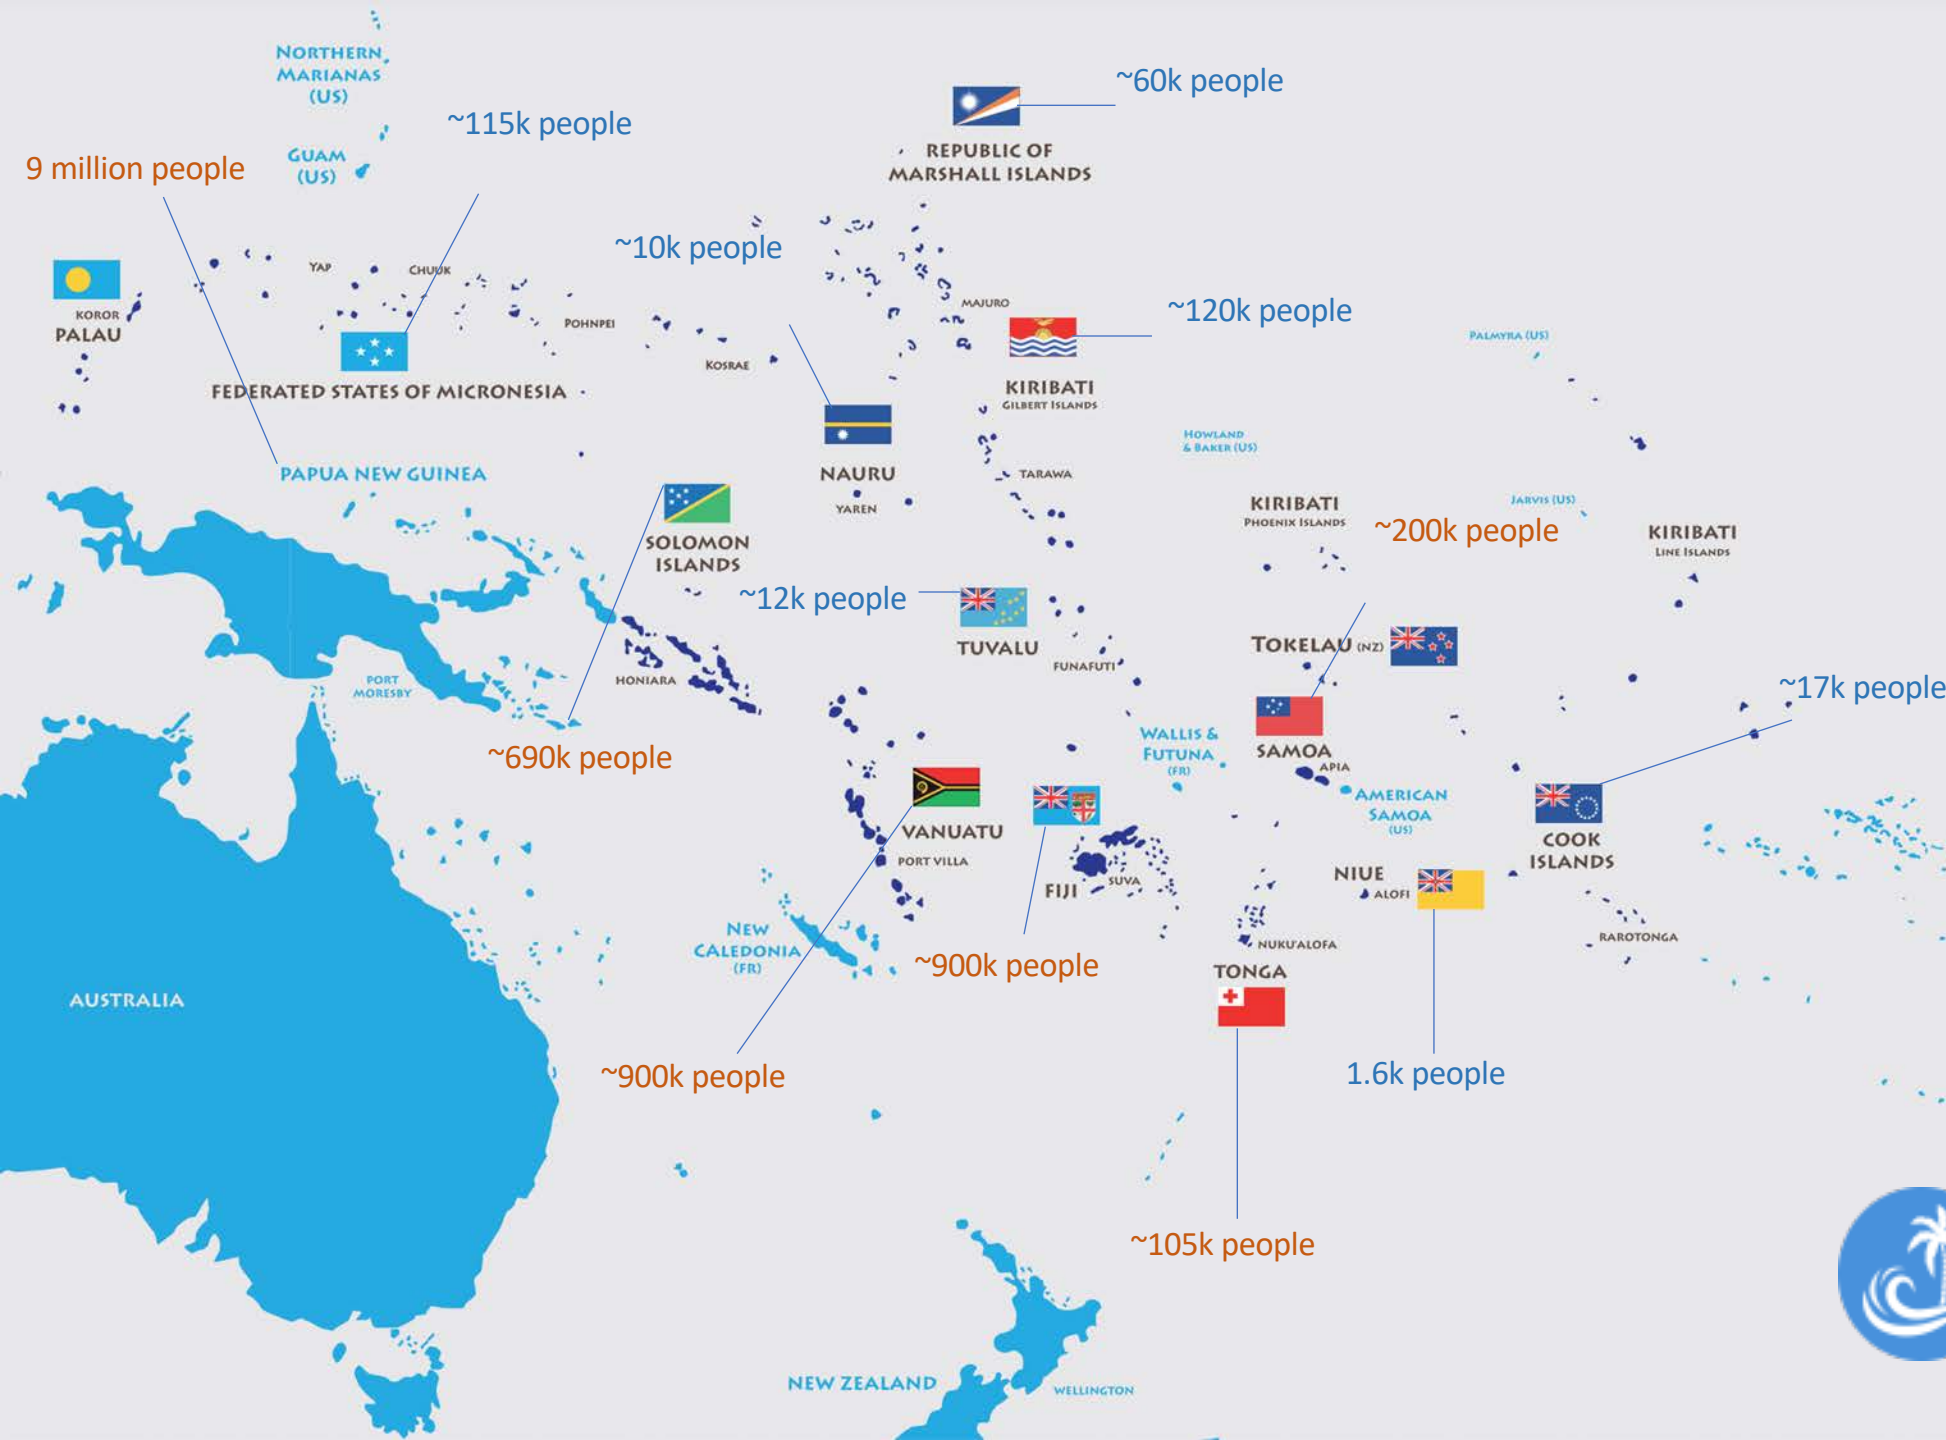 NORTHERN
MARIANAS
(US)
~60k people
~115k people
REPUBLIC OF
MARSHALL ISLANDS
GUAM
(US)
9 million people
~10k people
YAP
CHUUK
MAJURO
~120k people
KOROR
PALAU
POHNPEI
PALMYRA (US)
KOSRAE
FEDERATED STATES OF MICRONESIA
KIRIBATI
GILBERT ISLANDS
HOWLAND
& BAKER (US)
PAPUA NEW GUINEA
NAURU
YAREN
TARAWA
KIRIBATI
PHOENIX ISLANDS
JARVIS (US)
~200k people
KIRIBATI
LINE ISLANDS
SOLOMON
ISLANDS
~12k people
TUVALU
FUNAFUTI
TOKELAU (NZ)
PORT
MORESBY
HONIARA
~17k people
~690k people
WALLIS &
FUTUNA
(FR)
SAMOA
APIA
AMERICAN
SAMOA
(US)
VANUATU
PORT VILLA
FIJI
SUVA
COOK
ISLANDS
NIUE
ALOFI
NEW
CALEDONIA
(FR)
~900k people
NUKU'ALOFA
TONGA
RAROTONGA
AUSTRALIA
~900k people
1.6k people
~105k people
NEW ZEALAND
WELLINGTON